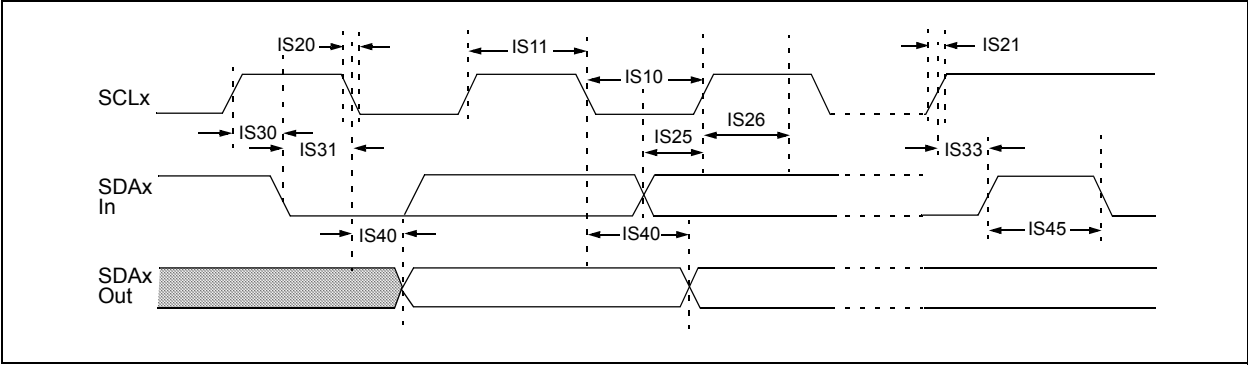 IS20
IS11
IS21
IS10
SCLx
IS30
IS26
IS25
IS31
IS33
SDAx
In
IS40
IS40
IS45
SDAx
Out